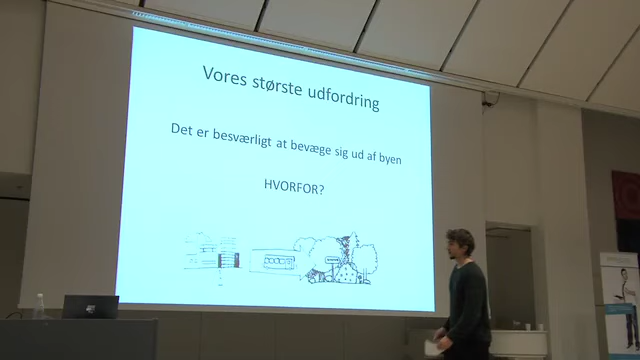 Vores største udfordring
Det er besværligt at bevæge sig ud af byen
HVORFOR?